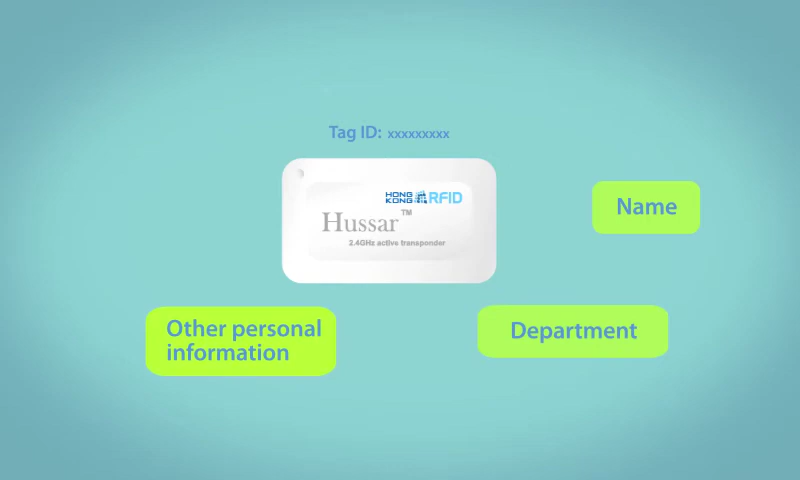 Tag ID: xxxxxxxxx
HONG KONG RFID
Hussar™
2.4GHz active transponder
Name
Other personal
information
Department